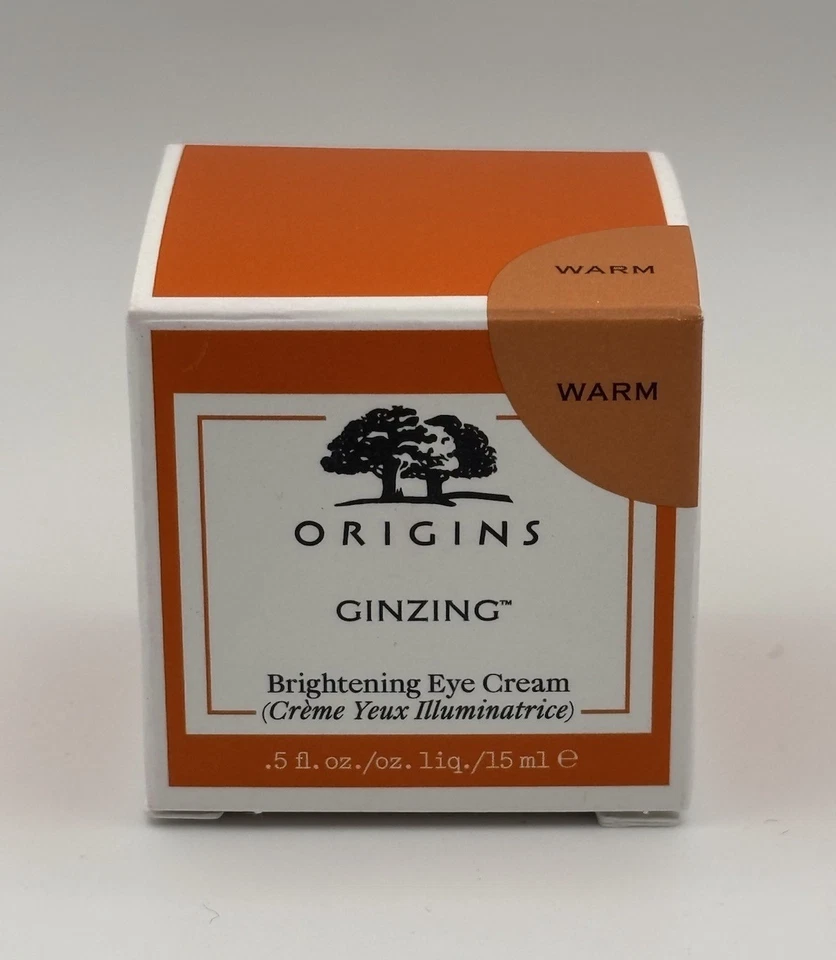 WARM
WARM
ORIGINS
GINZING™
Brightening Eye Cream
(Crème Yeux Illuminatrice)
.5 fl. oz./oz. liq./15 ml ℮